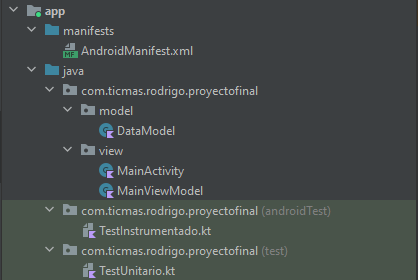 app
manifests
AndroidManifest.xml
java
com.ticmas.rodrigo.proyectofinal
model
DataModel
view
MainActivity
MainViewModel
com.ticmas.rodrigo.proyectofinal (androidTest)
TestInstrumentado.kt
com.ticmas.rodrigo.proyectofinal (test)
TestUnitario.kt